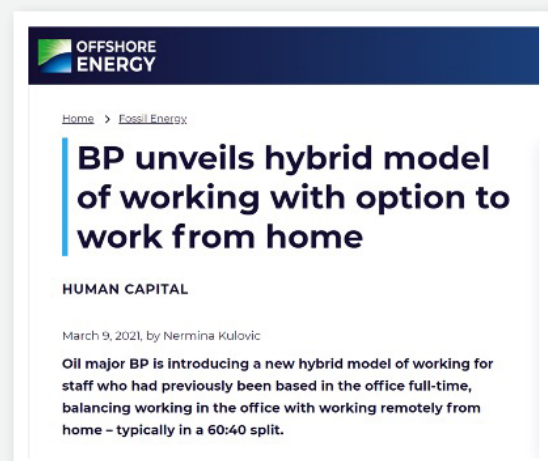 OFFSHORE
ENERGY
Home > Fossil Energy
BP unveils hybrid model
of working with option to
work from home
HUMAN CAPITAL
March 9, 2021, by Nermina Kulovic
Oil major BP is introducing a new hybrid model of working for
staff who had previously been based in the office full-time,
balancing working in the office with working remotely from
home – typically in a 60:40 split.